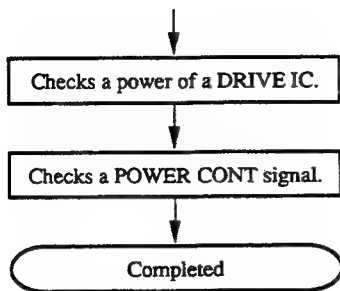 Checks a power of a DRIVE IC.
Checks a POWER CONT signal.
Completed